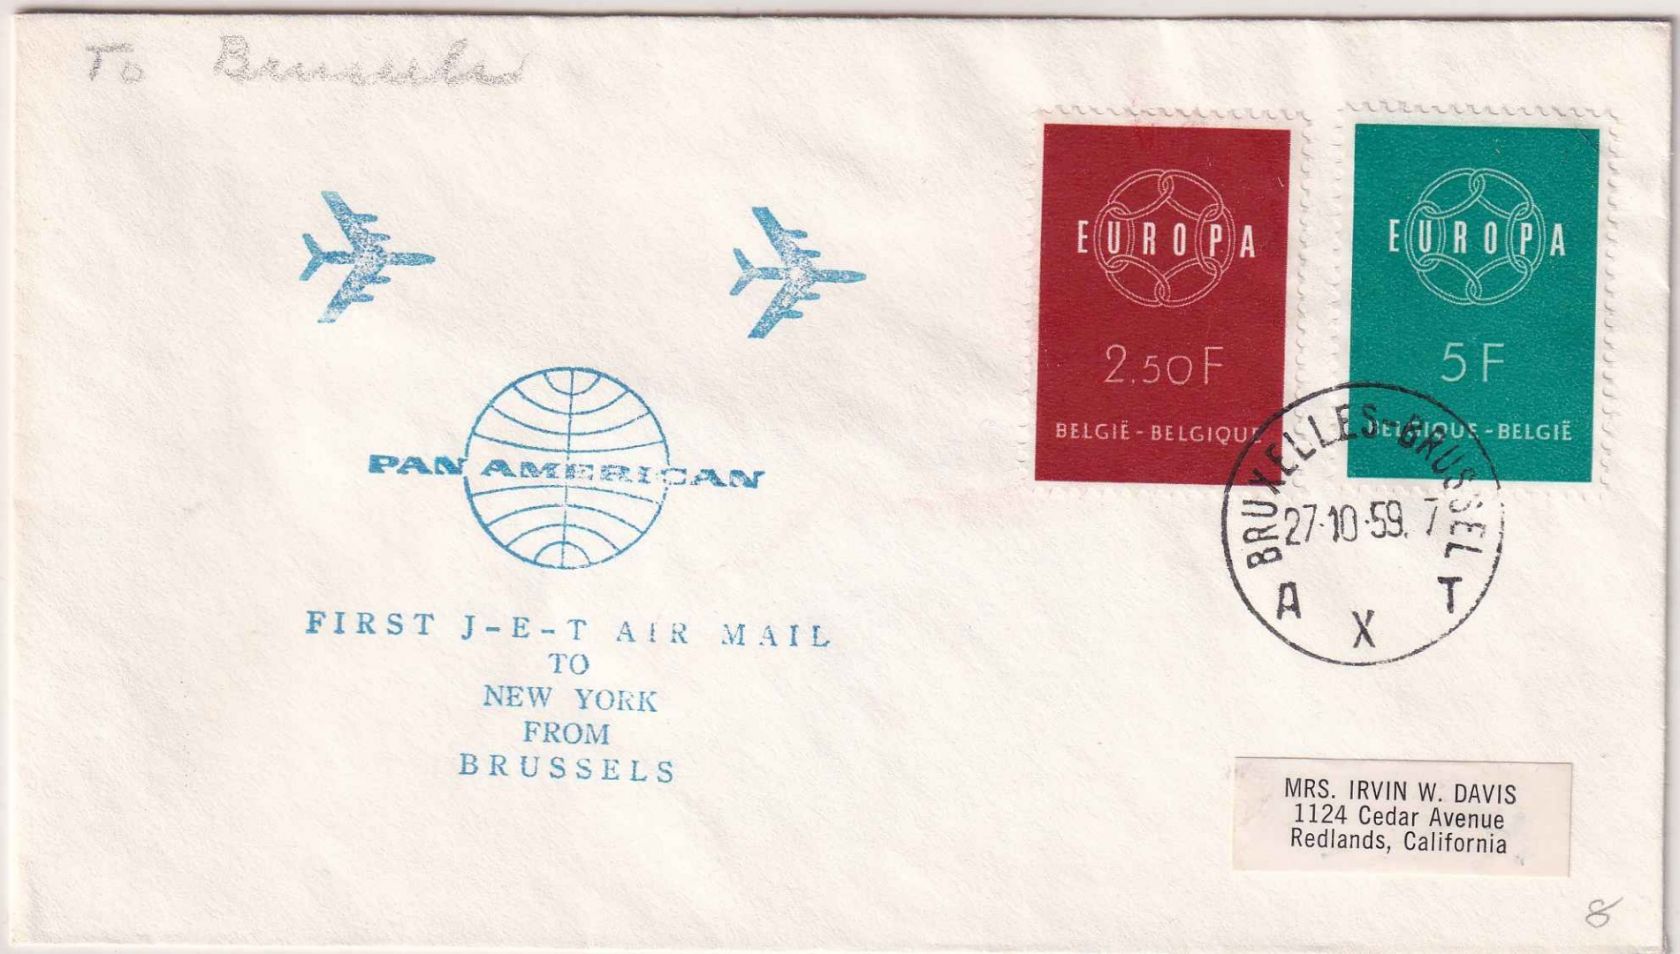 To Brussels
EUROPA
2.50F
BELGIË - BELGIQUE
EUROPA
5F
BELGIQUE - BELGIË
BRUXELLES-BRUSSEL
27-10-59. 7
A X T
PAN AMERICAN
FIRST J-E-T AIR MAIL
TO
NEW YORK
FROM
BRUSSELS
MRS. IRVIN W. DAVIS
1124 Cedar Avenue
Redlands, California
8